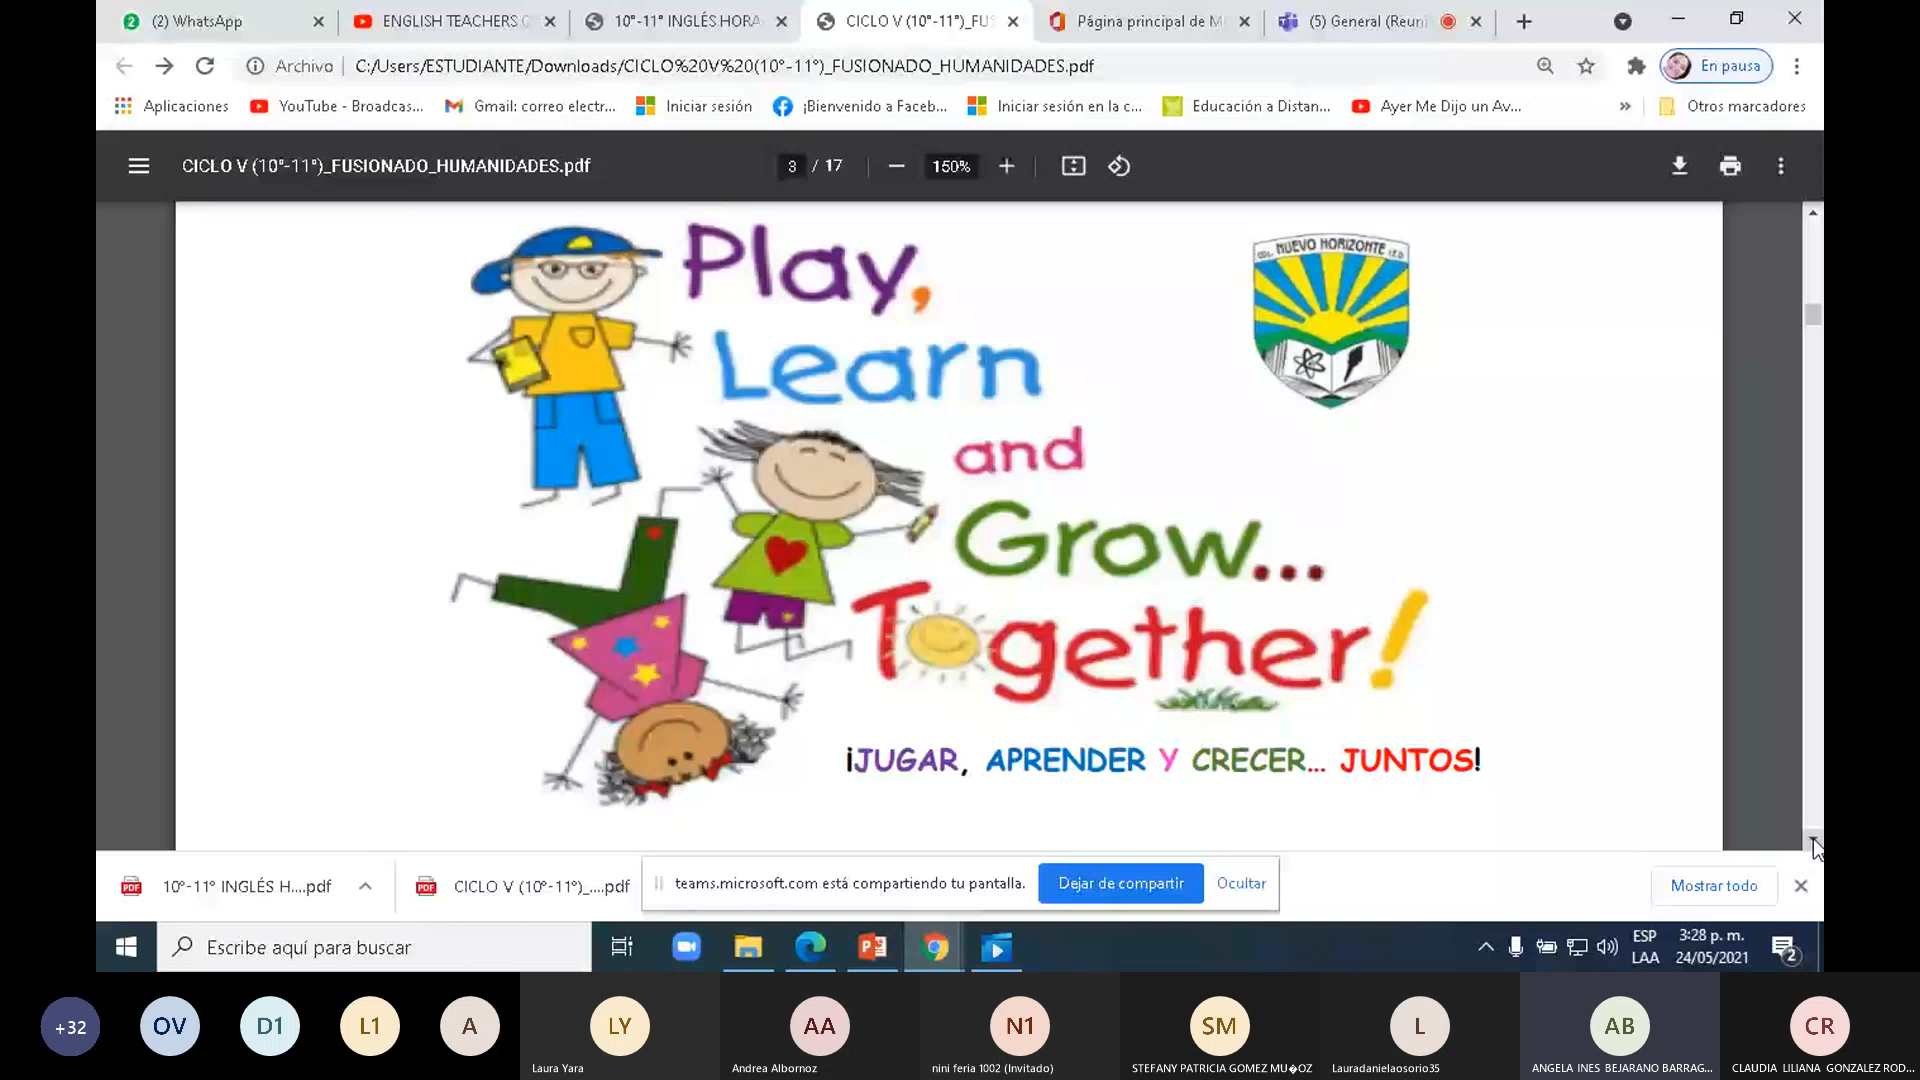 (2) WhatsApp
ENGLISH TEACHERS
10°-11° INGLÉS HORA
CICLO V (10°-11°)_FUS
Página principal de M
(5) General (Reuni
Archivo
C:/Users/ESTUDIANTE/Downloads/CICLO%20V%20(10°-11°)_FUSIONADO_HUMANIDADES.pdf
En pausa
Aplicaciones
YouTube - Broadcas...
Gmail: correo electr...
Iniciar sesión
¡Bienvenido a Faceb...
Iniciar sesión en la c...
Educación a Distan...
Ayer Me Dijo un Av...
»
Otros marcadores
CICLO V (10°-11°)_FUSIONADO_HUMANIDADES.pdf
3 / 17
150%
Play,
Learn
and
Grow...
Together!
COL. NUEVO HORIZONTE I.E.D
¡JUGAR, APRENDER Y CRECER... JUNTOS!
10°-11° INGLÉS H....pdf
CICLO V (10°-11°)_....pdf
teams.microsoft.com está compartiendo tu pantalla.
Dejar de compartir
Ocultar
Mostrar todo
Escribe aquí para buscar
ESP
LAA
3:28 p. m.
24/05/2021
2
+32
OV
D1
L1
A
LY
Laura Yara
AA
Andrea Albornoz
N1
nini feria 1002 (Invitado)
SM
STEFANY PATRICIA GOMEZ MU�OZ
L
Lauradanielaosorio35
AB
ANGELA INES BEJARANO BARRAG...
CR
CLAUDIA LILIANA GONZALEZ ROD...